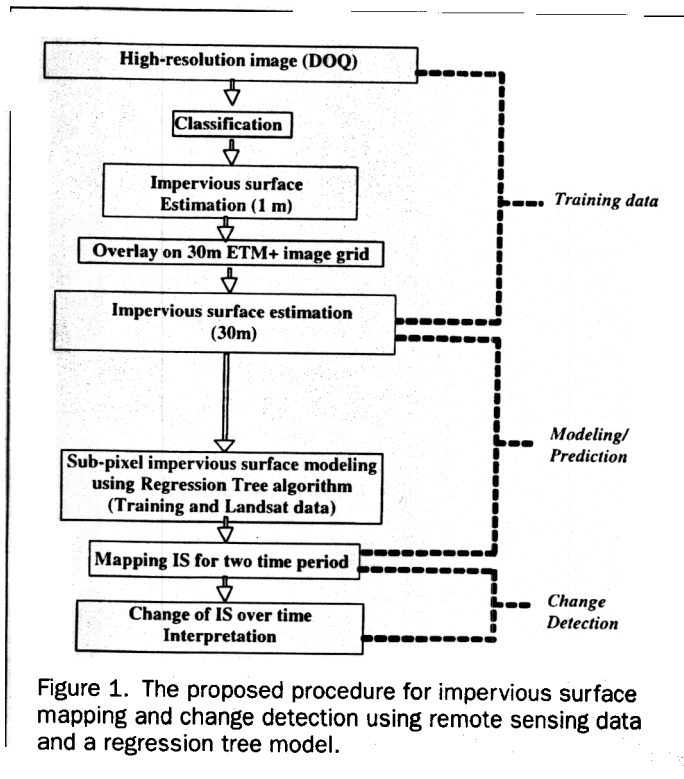 High-resolution image (DOQ)
Classification
Impervious surface
Estimation (1 m)
Training data
Overlay on 30m ETM+ image grid
Impervious surface estimation
(30m)
Modeling/
Prediction
Sub-pixel impervious surface modeling
using Regression Tree algorithm
(Training and Landsat data)
Mapping IS for two time period
Change of IS over time
Interpretation
Change
Detection
Figure 1. The proposed procedure for impervious surface
mapping and change detection using remote sensing data
and a regression tree model.